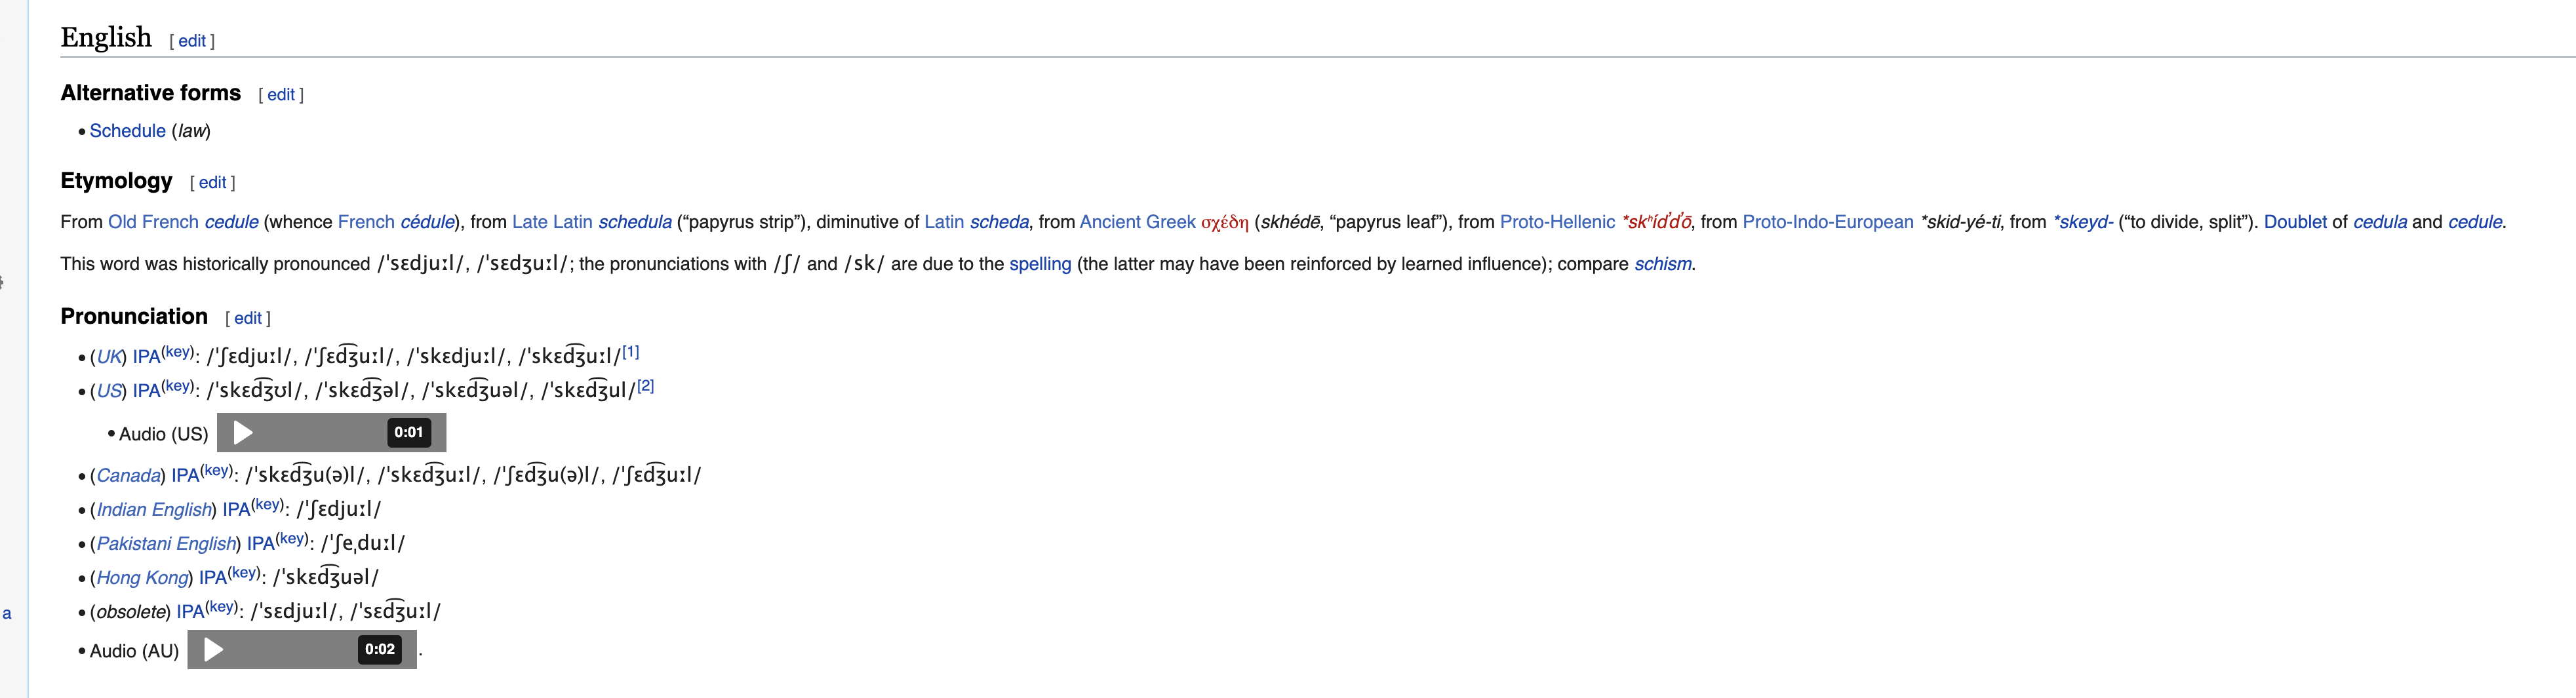 English [ edit ]
Alternative forms [ edit ]
• Schedule (law)
Etymology [ edit ]
From Old French cedule (whence French cédule), from Late Latin schedula (“papyrus strip”), diminutive of Latin scheda, from Ancient Greek σχέδη (skhédē, “papyrus leaf”), from Proto-Hellenic *skʰíďďō, from Proto-Indo-European *skid-yé-ti, from *skeyd- (“to divide, split”). Doublet of cedula and cedule.
This word was historically pronounced /ˈsɛdjuːl/, /ˈsɛdʒuːl/; the pronunciations with /ʃ/ and /sk/ are due to the spelling (the latter may have been reinforced by learned influence); compare schism.
Pronunciation [ edit ]
• (UK) IPA(key): /ˈʃɛdjuːl/, /ˈʃɛd͡ʒuːl/, /ˈskɛdjuːl/, /ˈskɛd͡ʒuːl/[1]
• (US) IPA(key): /ˈskɛd͡ʒʊl/, /ˈskɛd͡ʒəl/, /ˈskɛd͡ʒuəl/, /ˈskɛd͡ʒul/[2]
• Audio (US) 0:01
• (Canada) IPA(key): /ˈskɛd͡ʒu(ə)l/, /ˈskɛd͡ʒuːl/, /ˈʃɛd͡ʒu(ə)l/, /ˈʃɛd͡ʒuːl/
• (Indian English) IPA(key): /ˈʃɛdjuːl/
• (Pakistani English) IPA(key): /ˈʃeˌduːl/
• (Hong Kong) IPA(key): /ˈskɛd͡ʒuəl/
a
• (obsolete) IPA(key): /ˈsɛdjuːl/, /ˈsɛd͡ʒuːl/
• Audio (AU) 0:02 .